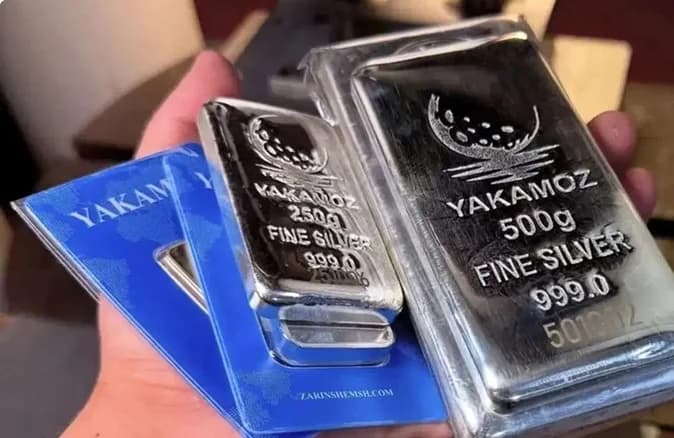 YAKAM
YAKAMOZ
250g
FINE SILVER
999.0
YAKAMOZ
500g
FINE SILVER
999.0
ZARINSHEMSH.COM